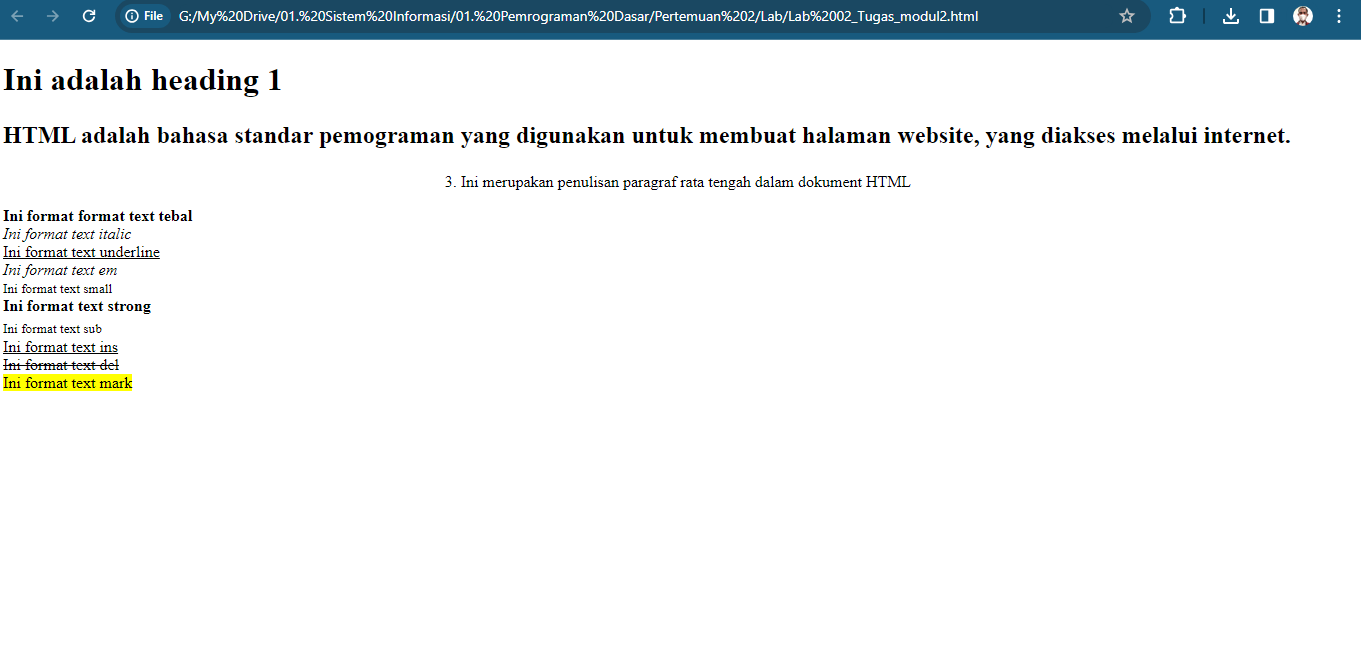 File G:/My%20Drive/01.%20Sistem%20Informasi/01.%20Pemrograman%20Dasar/Pertemuan%202/Lab/Lab%2002_Tugas_modul2.html
Ini adalah heading 1
HTML adalah bahasa standar pemograman yang digunakan untuk membuat halaman website, yang diakses melalui internet.
3. Ini merupakan penulisan paragraf rata tengah dalam dokument HTML
Ini format format text tebal
Ini format text italic
Ini format text underline
Ini format text em
Ini format text small
Ini format text strong
Ini format text sub
Ini format text ins
Ini format text del
Ini format text mark